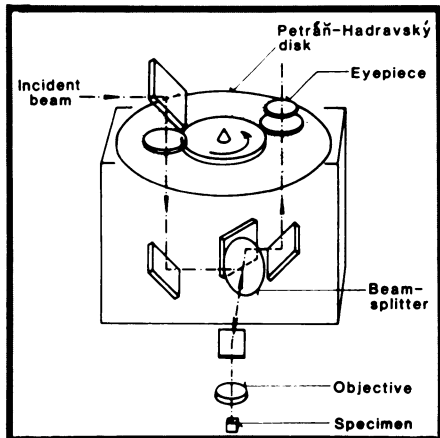 Petráň-Hadravský
disk
Eyepiece
Incident
beam
Beam-
splitter
Objective
Specimen